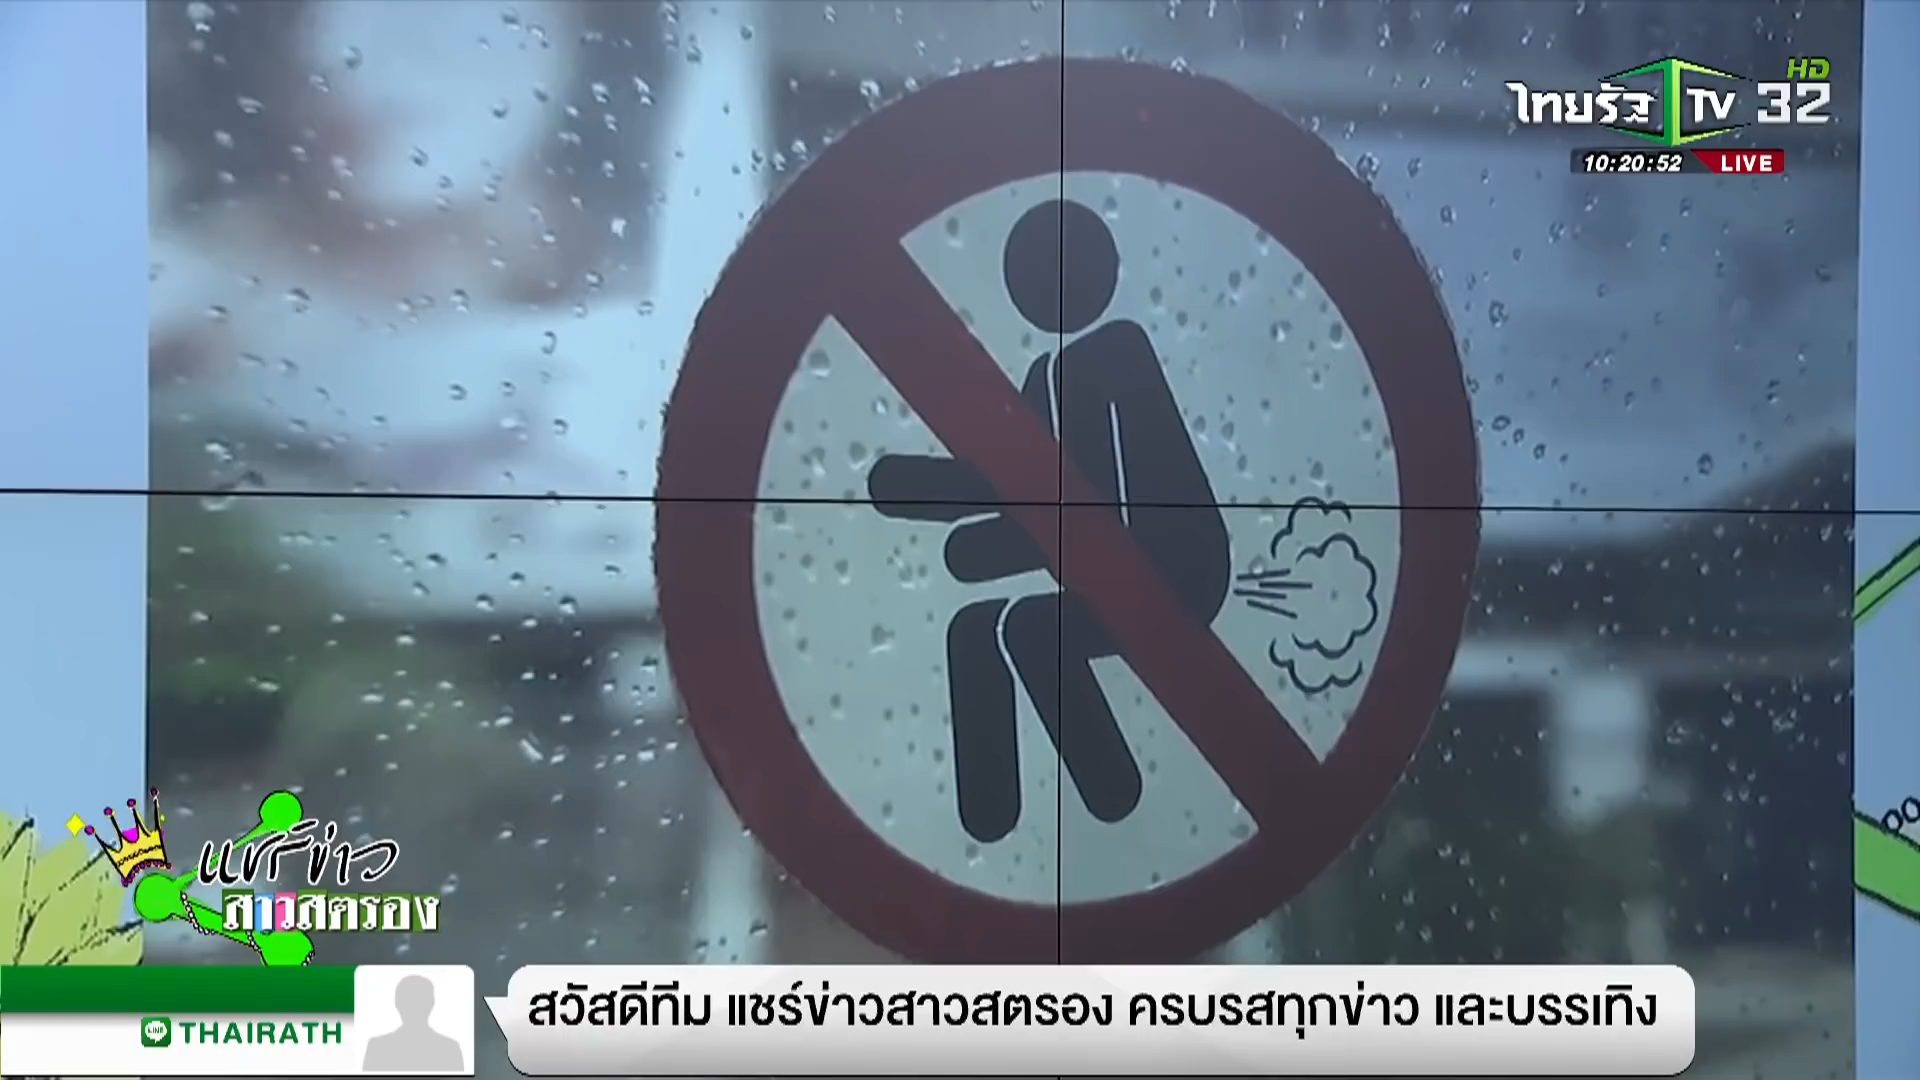 HD
ไทยรัฐ TV 32
10:20:52 LIVE
แชร์ข่าว
สาวสตรอง
LINE THAIRATH
สวัสดีทีม แชร์ข่าวสาวสตรอง ครบรสทุกข่าว และบรรเทิง